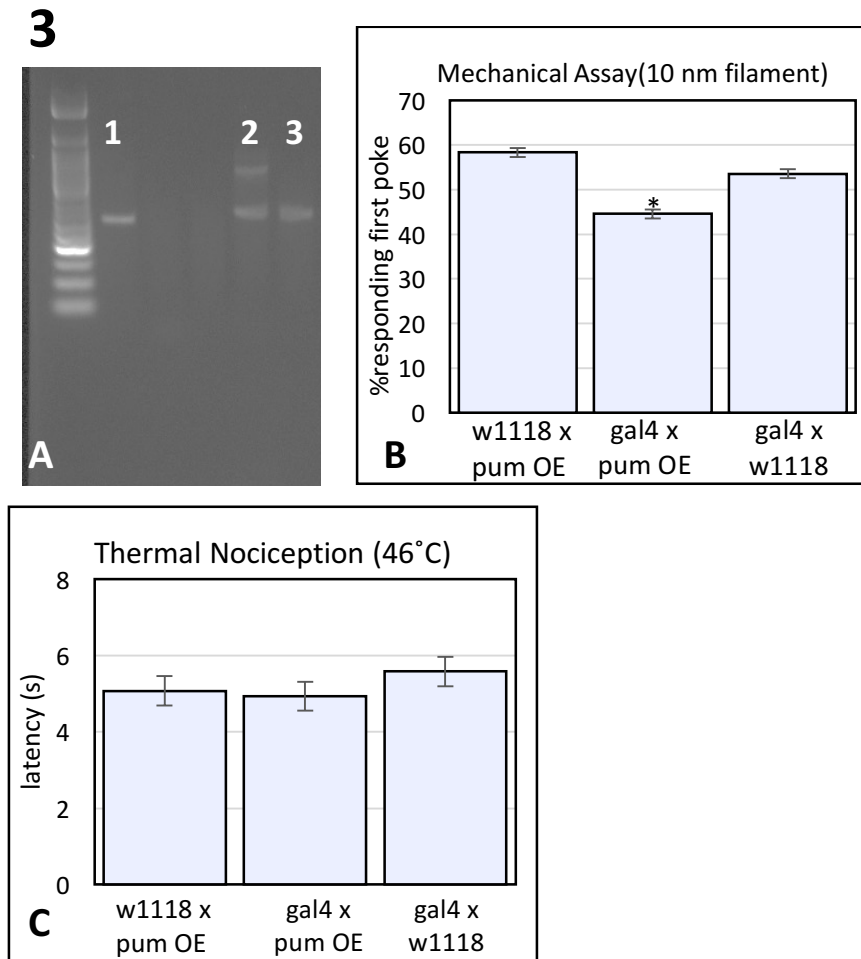 3
1 2 3
A
Mechanical Assay(10 nm filament)
%responding first poke
70
60
50
40
30
20
10
0
*
w1118 x
pum OE
gal4 x
pum OE
gal4 x
w1118
B
Thermal Nociception (46˚C)
latency (s)
8
6
4
2
0
w1118 x
pum OE
gal4 x
pum OE
gal4 x
w1118
C